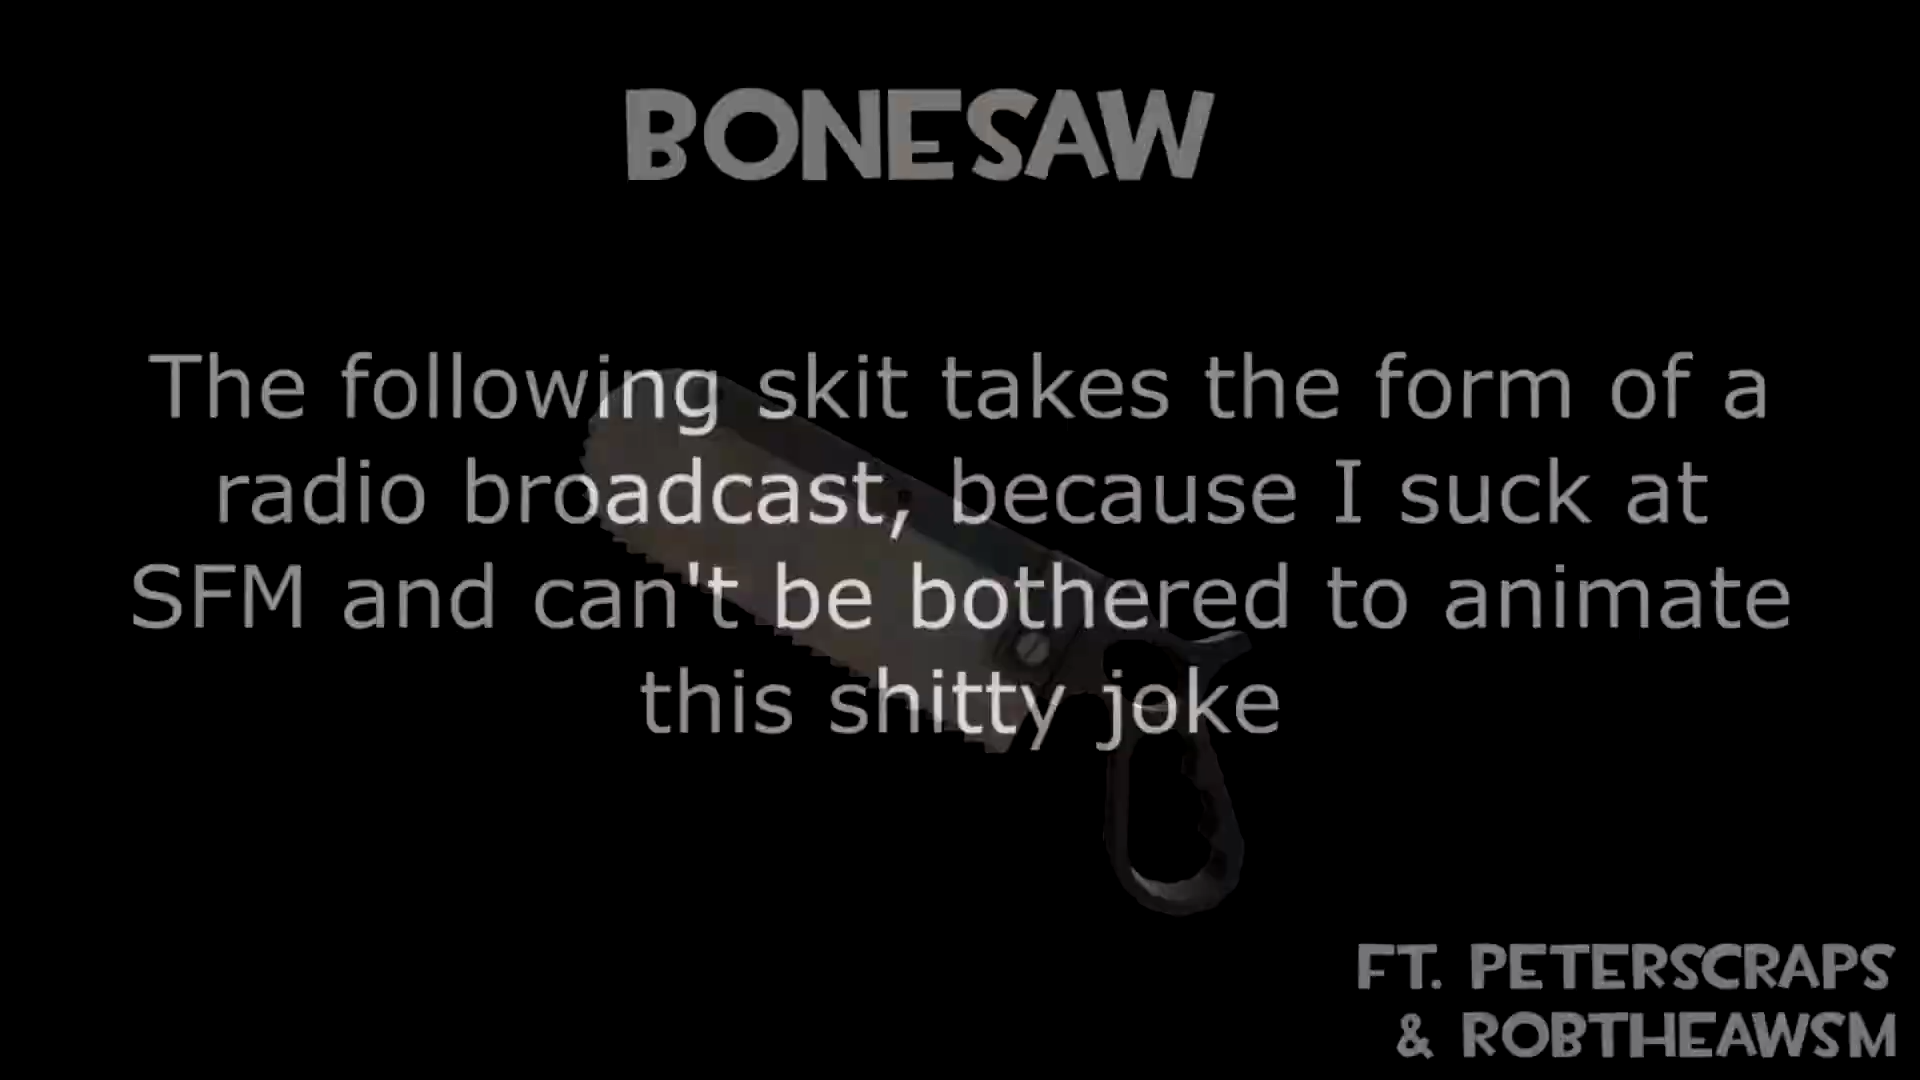 BONESAW
The following skit takes the form of a
radio broadcast, because I suck at
SFM and can't be bothered to animate
this shitty joke
FT. PETERSCRAPS
& ROBTHEAWSM